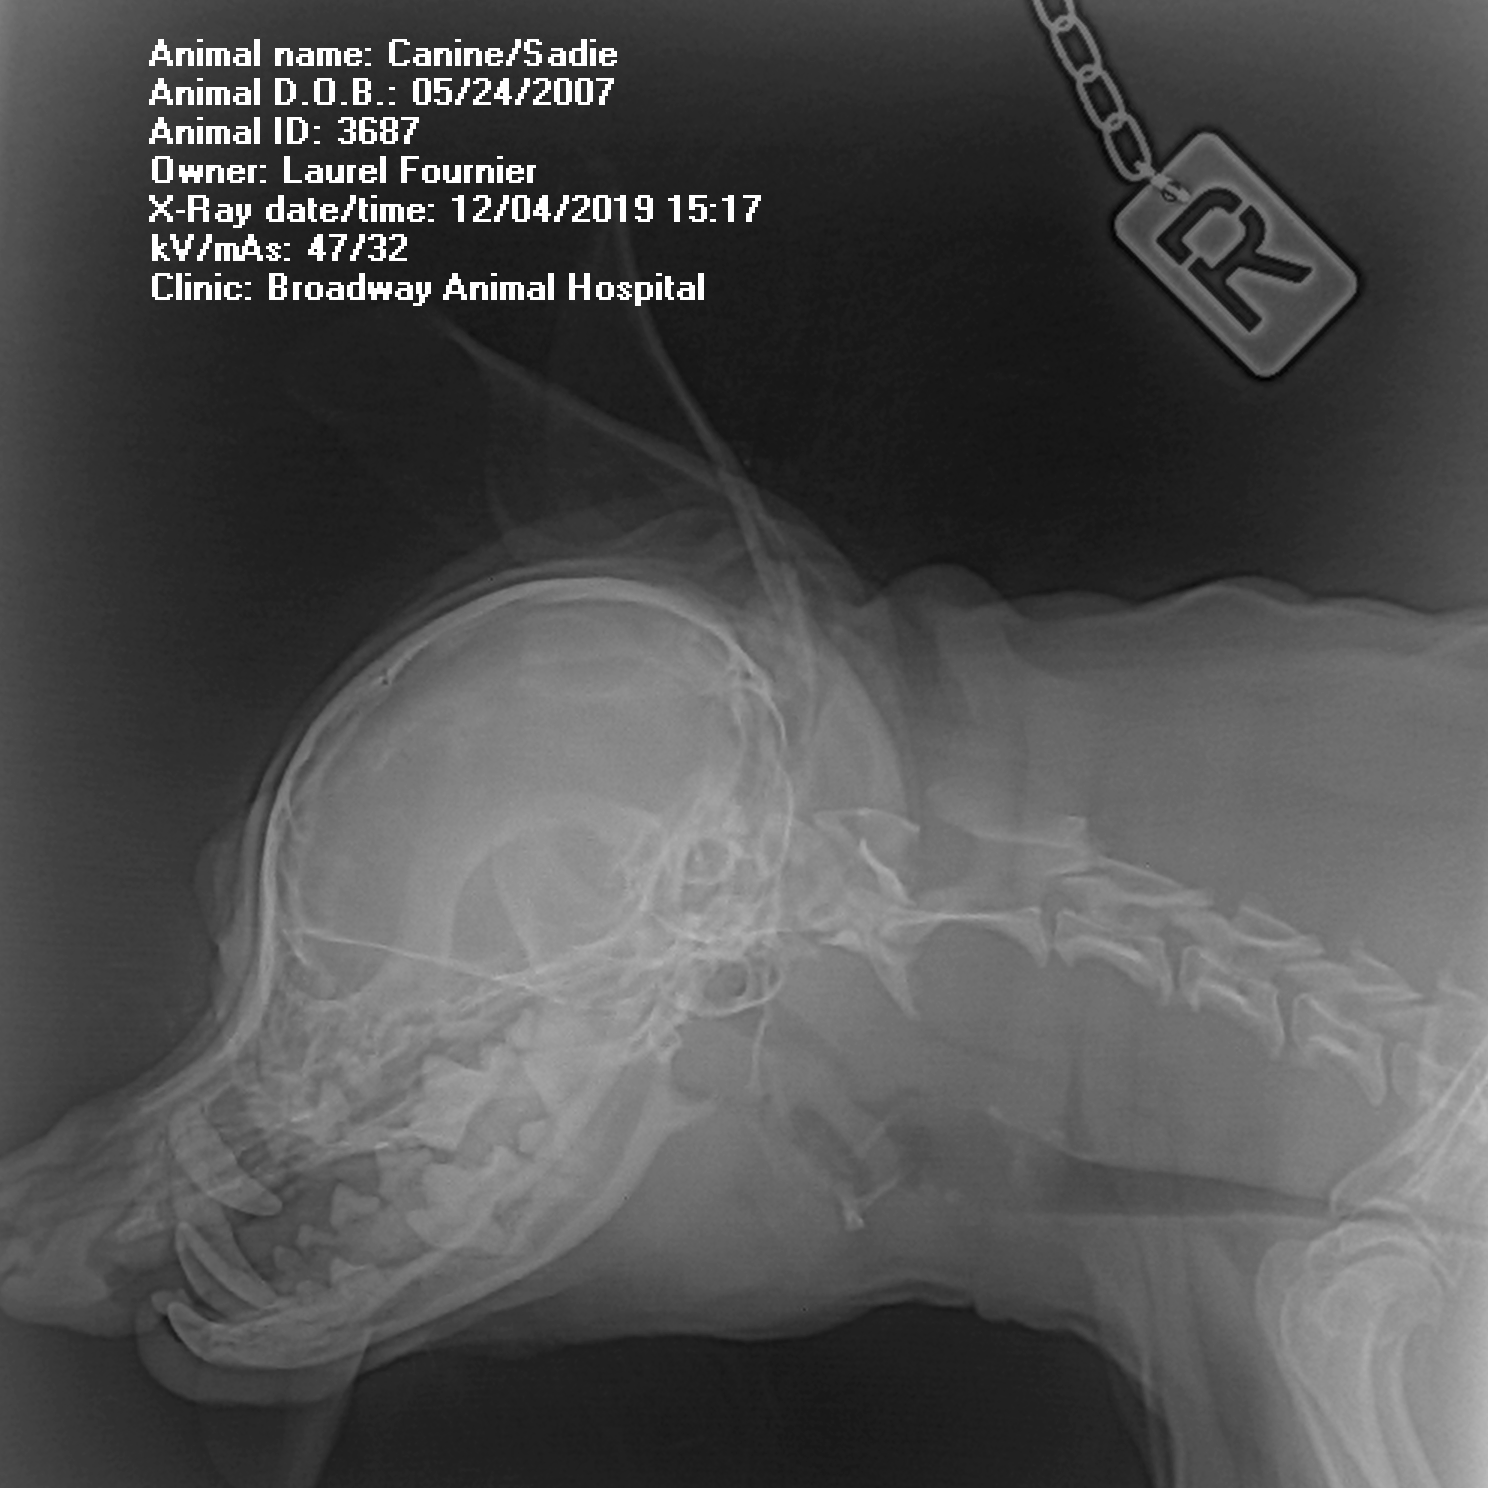 Animal name: Canine/Sadie
Animal D.O.B.: 05/24/2007
Animal ID: 3687
Owner: Laurel Fournier
X-Ray date/time: 12/04/2019 15:17
kV/mAs: 47/32
Clinic: Broadway Animal Hospital
R